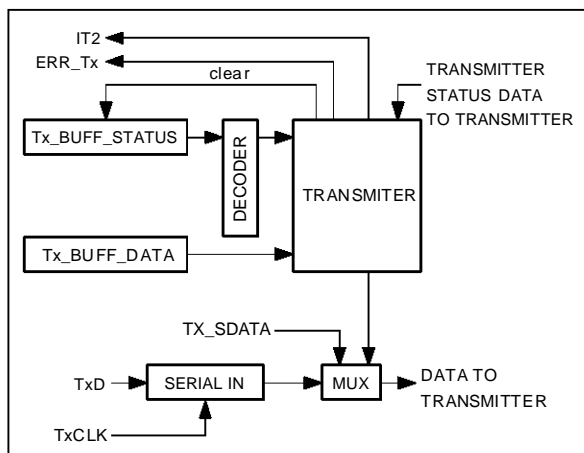 IT2
ERR_Tx
clear
TRANSMITTER
STATUS DATA
TO TRANSMITTER
Tx_BUFF_STATUS
DECODER
TRANSMITER
Tx_BUFF_DATA
TX_SDATA
TxD
SERIAL IN
MUX
DATA TO
TRANSMITTER
TxCLK